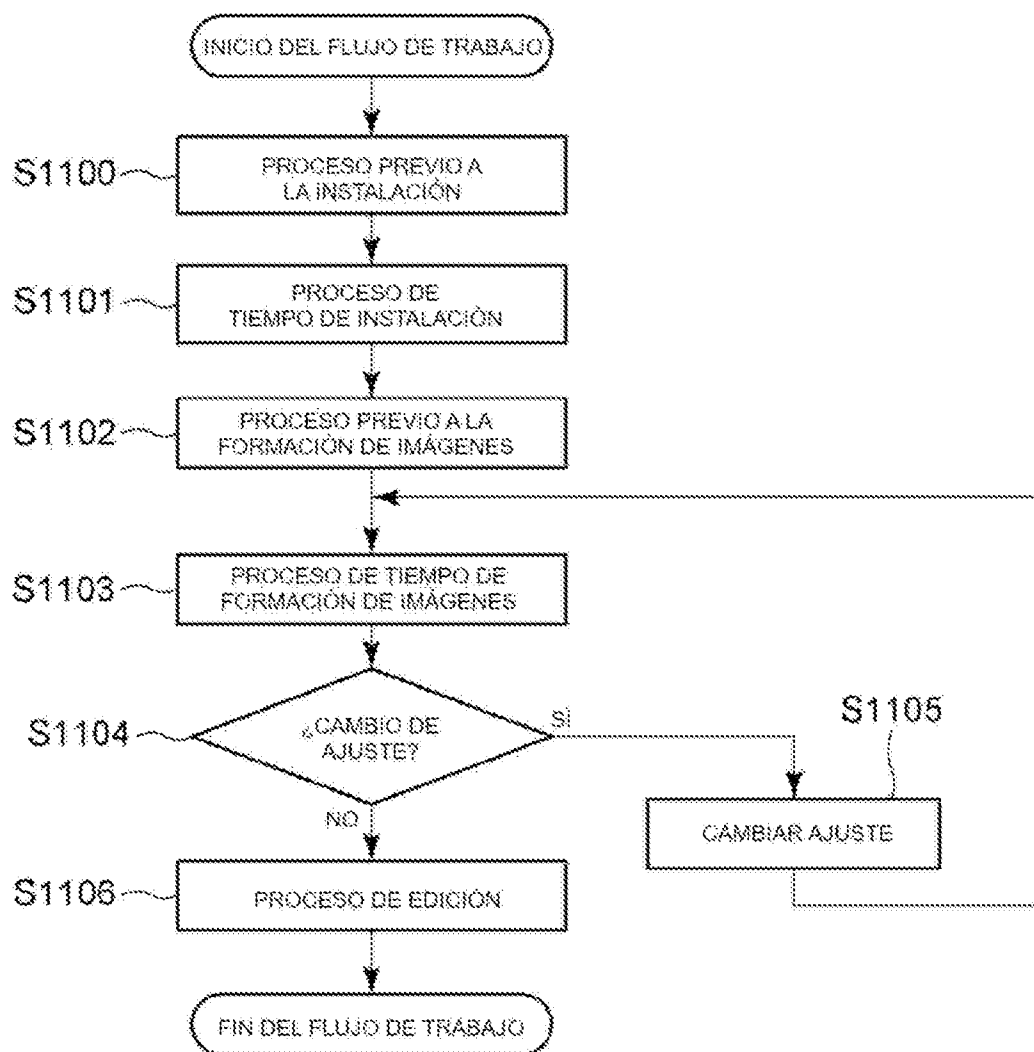 INICIO DEL FLUJO DE TRABAJO
S1100
PROCESO PREVIO A
LA INSTALACIÓN
S1101
PROCESO DE
TIEMPO DE INSTALACIÓN
S1102
PROCESO PREVIO A LA
FORMACIÓN DE IMÁGENES
S1103
PROCESO DE TIEMPO DE
FORMACIÓN DE IMÁGENES
S1104
¿CAMBIO DE
AJUSTE?
SÍ
S1105
CAMBIAR AJUSTE
NO
S1106
PROCESO DE EDICIÓN
FIN DEL FLUJO DE TRABAJO